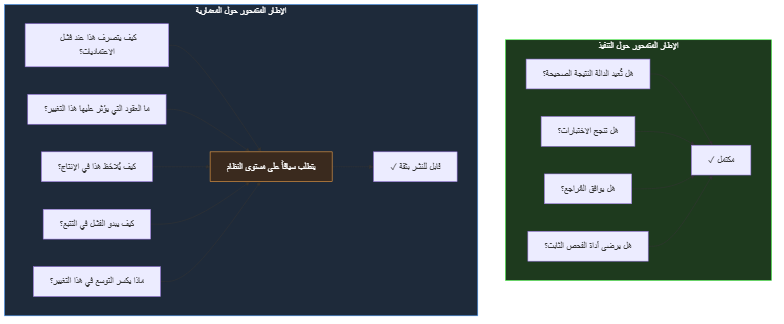 الإطار المتمحور حول المعمارية
كيف يتصرف هذا عند فشل
الاعتماديات؟
ما العقود التي يؤثر عليها هذا التغيير؟
كيف يُلاحظ هذا في الإنتاج؟
كيف يبدو الفشل في التتبع؟
ماذا يكسر التوسع في هذا التغيير؟
يتطلب سياقاً على مستوى النظام
قابل للنشر بثقة ✓
الإطار المتمحور حول التنفيذ
هل تُعيد الدالة النتيجة الصحيحة؟
هل تنجح الاختبارات؟
هل يوافق المُراجع؟
هل يرضى أداة الفحص الثابت؟
مكتمل ✓